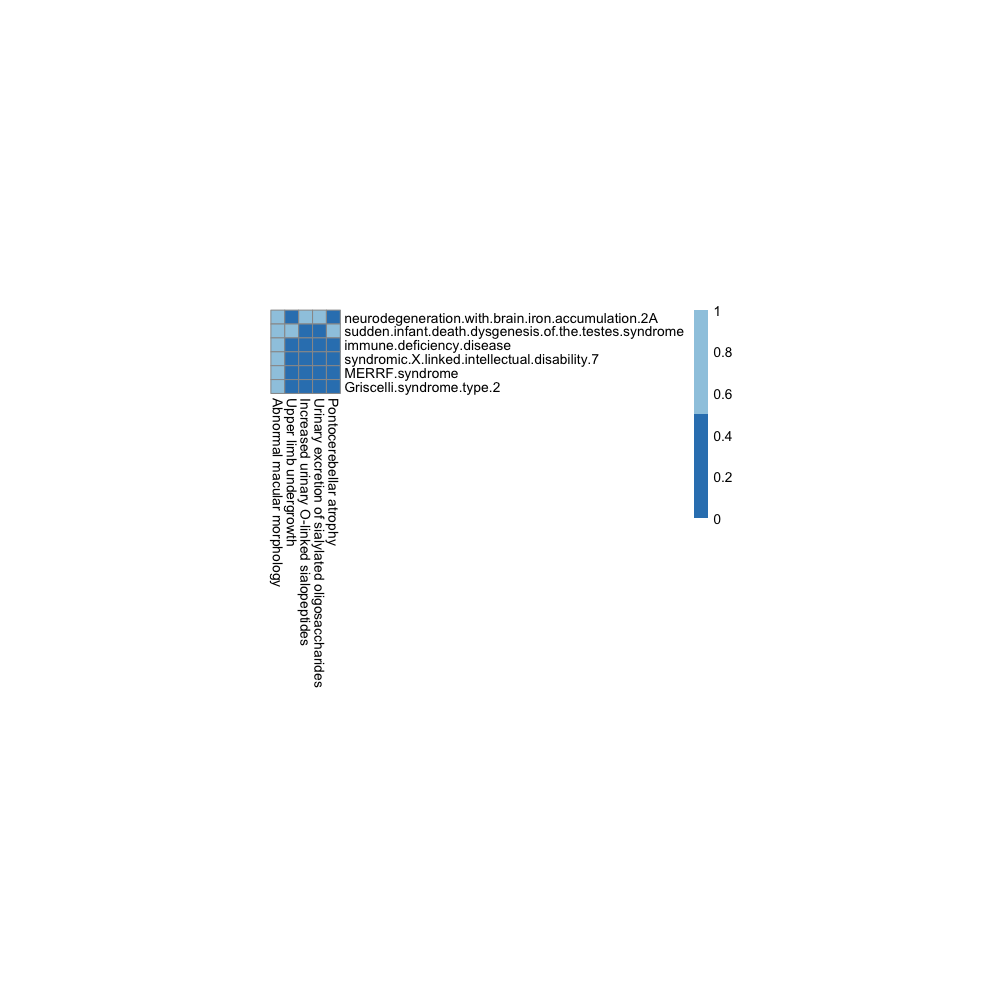 neurodegeneration.with.brain.iron.accumulation.2A
sudden.infant.death.dysgenesis.of.the.testes.syndrome
immune.deficiency.disease
syndromic.X.linked.intellectual.disability.7
MERRF.syndrome
Griscelli.syndrome.type.2
Abnormal macular morphology
Upper limb undergrowth
Increased urinary O-linked sialopeptides
Urinary excretion of sialylated oligosaccharides
Pontocerebellar atrophy
1
0.8
0.6
0.4
0.2
0